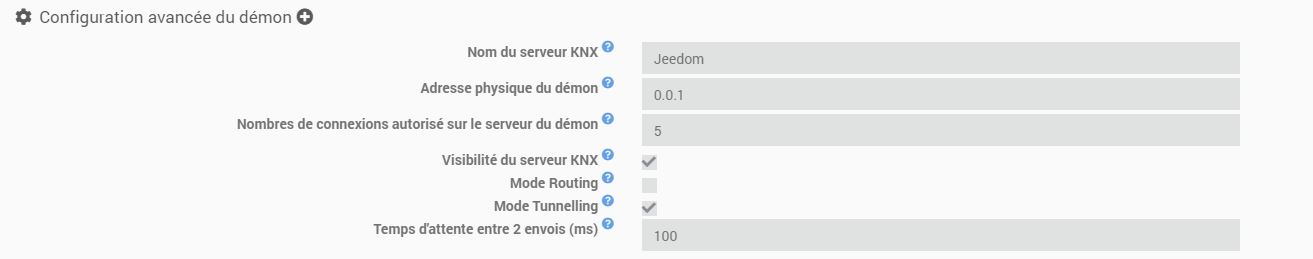 Configuration avancée du démon
Nom du serveur KNX ? Jeedom
Adresse physique du démon ? 0.0.1
Nombres de connexions autorisé sur le serveur du démon ? 5
Visibilité du serveur KNX ?
Mode Routing ?
Mode Tunnelling ?
Temps d'attente entre 2 envois (ms) ? 100